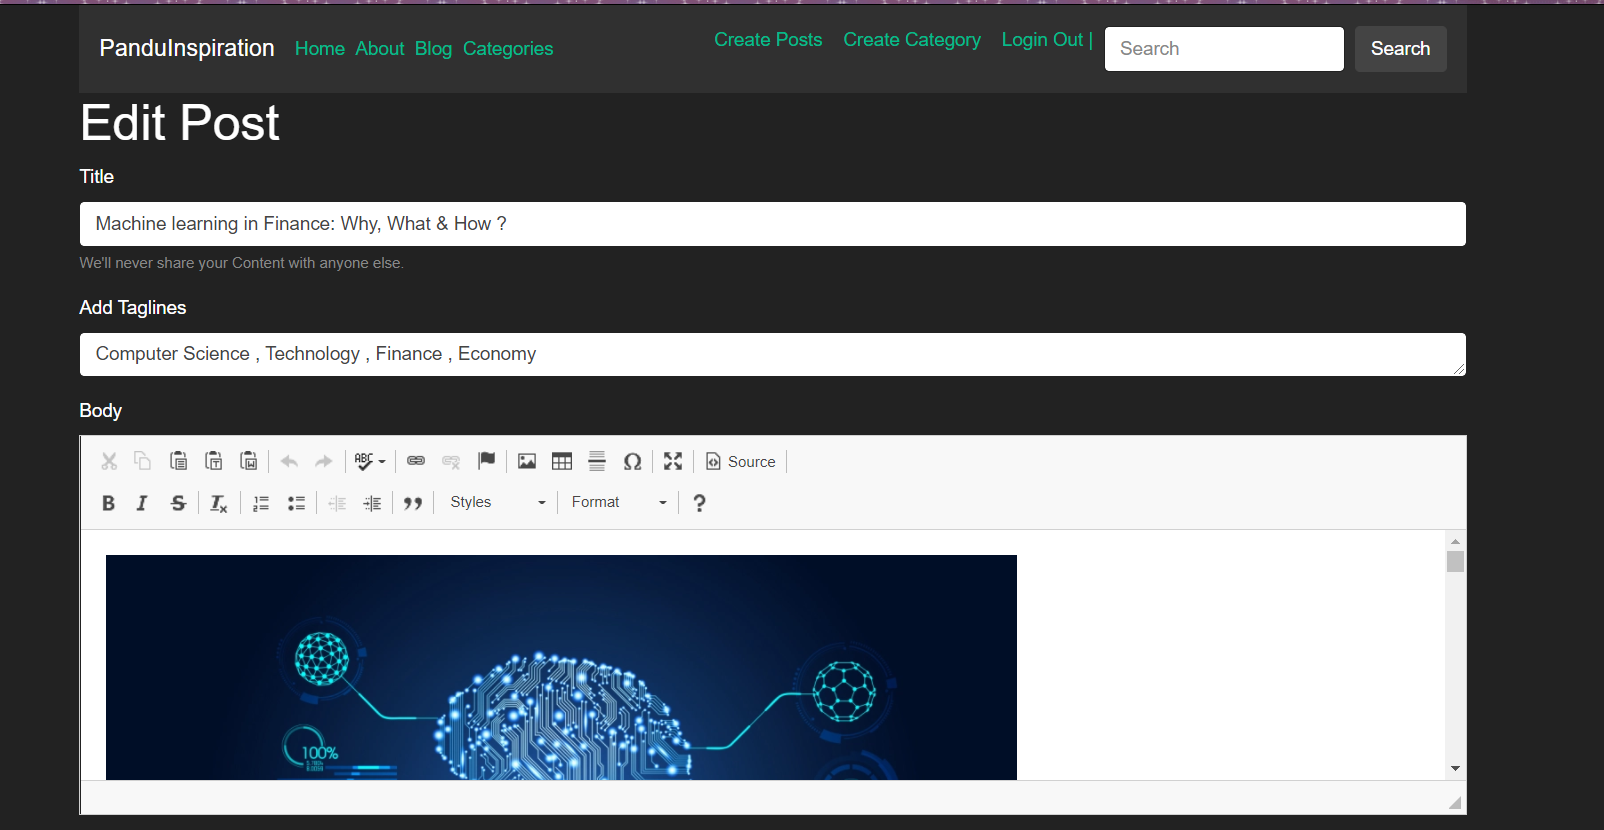 PanduInspiration Home About Blog Categories Create Posts Create Category Login Out | Search Search
Edit Post
Title
Machine learning in Finance: Why, What & How ?
We'll never share your Content with anyone else.
Add Taglines
Computer Science , Technology , Finance , Economy
Body
ABC Source
B I S Tx Styles Format ?
100%